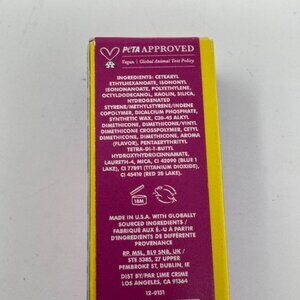 PETA APPROVED
Vegan | Global Animal Test Policy
INGREDIENTS: CETEARYL
ETHYLHEXANOATE, ISONONYL
ISONONANOATE, POLYETHYLENE,
OCTYLDODECANOL, KAOLIN, SILICA,
HYDROGENATED
STYRENE/METHYLSTYRENE/INDENE
COPOLYMER, DICALCIUM PHOSPHATE,
SYNTHETIC WAX, C30-45 ALKYL
DIMETHICONE, DIMETHICONE/VINYL
DIMETHICONE CROSSPOLYMER, CETYL
DIMETHICONE, DIMETHICONE, AROMA
(FLAVOR), PENTAERYTHRITYL
TETRA-DI-T-BUTYL
HYDROXYHYDROCINNAMATE,
LAURETH-4, MICA, CI 42090 (BLUE 1
LAKE), CI 77891 (TITANIUM DIOXIDE),
CI 45410 (RED 28 LAKE).
18M
MADE IN U.S.A. WITH GLOBALLY
SOURCED INGREDIENTS /
FABRIQUÉ AUX É.-U À PARTIR
D'INGRÉDIENTS DE DIFFÉRENTE
PROVENANCE
RP, MSL, BL9 5NB, UK /
STE 5385, 27 UPPER
PEMBROKE ST, DUBLIN, IE
DIST BY/PAR LIME CRIME
LOS ANGELES, CA 91364
12-0151